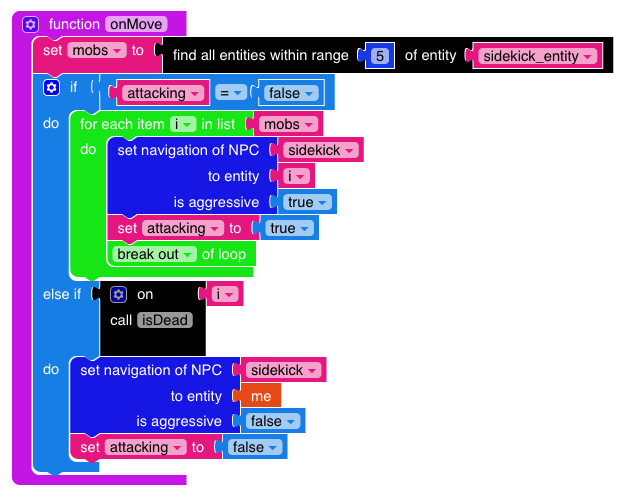 function onMove
set mobs to find all entities within range 5 of entity sidekick_entity
if attacking = false
do for each item i in list mobs
do set navigation of NPC sidekick
to entity i
is aggressive true
set attacking to true
break out of loop
else if on i
call isDead
do set navigation of NPC sidekick
to entity me
is aggressive false
set attacking to false